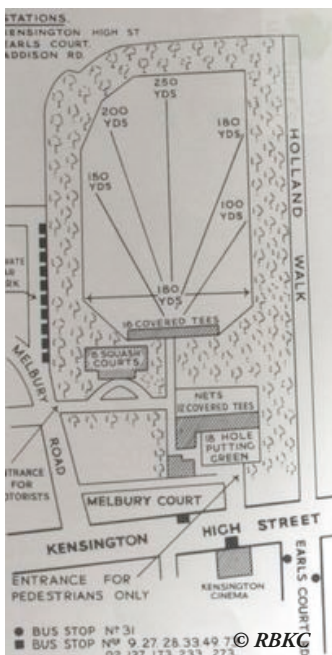 STATIONS.
KENSINGTON HIGH ST
EARLS COURT.
ADDISON RD.
250
YDS
200
YDS
180
YDS
150
YDS
100
YDS
180
YDS
HOLLAND WALK
16 COVERED TEES
SQUASH
COURTS
MELBURY
ROAD
NETS
12 COVERED TEES
18 HOLE
PUTTING
GREEN
ENTRANCE
FOR
MOTORISTS
MELBURY COURT
KENSINGTON HIGH STREET
ENTRANCE FOR
PEDESTRIANS ONLY
KENSINGTON
CINEMA
EARLS COURT RD
BUS STOP Nº 31
BUS STOP Nºs 9. 27. 28. 33. 49. 7
© RBKC